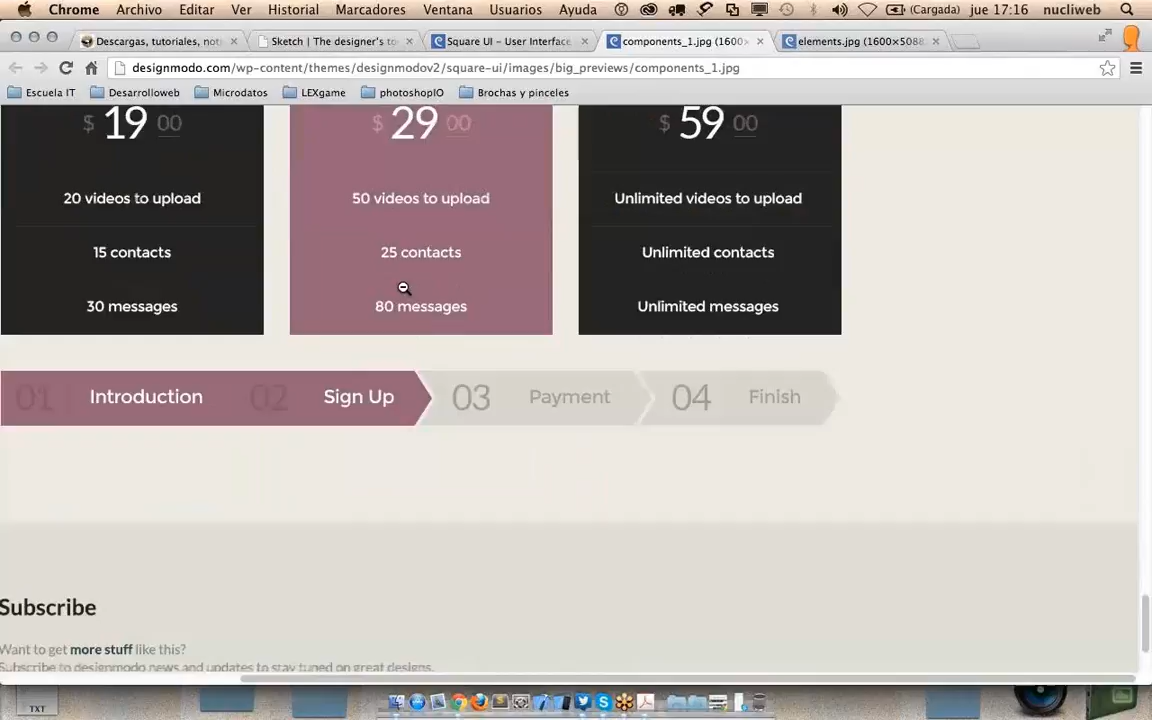 Chrome Archivo Editar Ver Historial Marcadores Ventana Usuarios Ayuda (Cargada) jue 17:16 nucliweb
Descargas, tutoriales, not
Sketch | The designer's to
Square UI – User Interface
components_1.jpg (1600×
elements.jpg (1600×5088
designmodo.com/wp-content/themes/designmodov2/square-ui/images/big_previews/components_1.jpg
Escuela IT Desarrolloweb Microdatos LEXgame photoshopIO Brochas y pinceles
$ 19 00 $ 29 00 $ 59 00
20 videos to upload 50 videos to upload Unlimited videos to upload
15 contacts 25 contacts Unlimited contacts
30 messages 80 messages Unlimited messages
01 Introduction 02 Sign Up 03 Payment 04 Finish
Subscribe
Want to get more stuff like this?
Subscribe to designmodo news and updates to stay tuned on great designs.
TXT